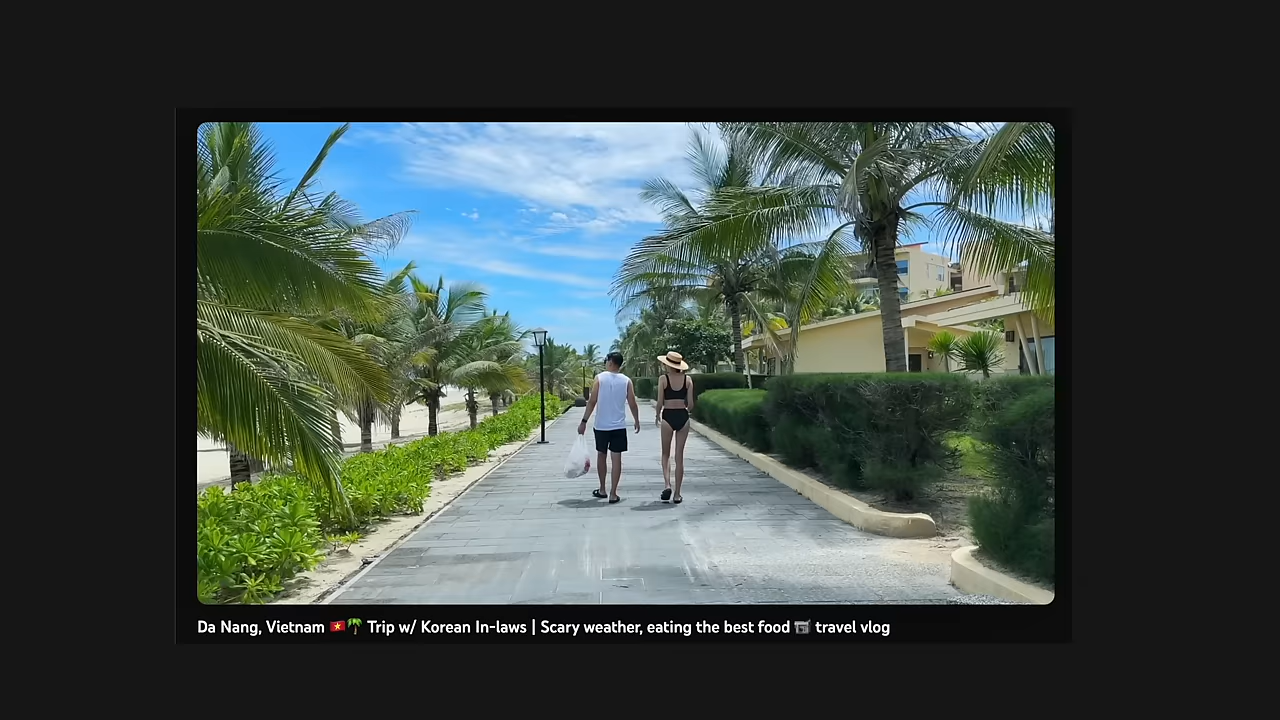 Da Nang, Vietnam 🇻🇳🌴 Trip w/ Korean In-laws | Scary weather, eating the best food 🍜 travel vlog